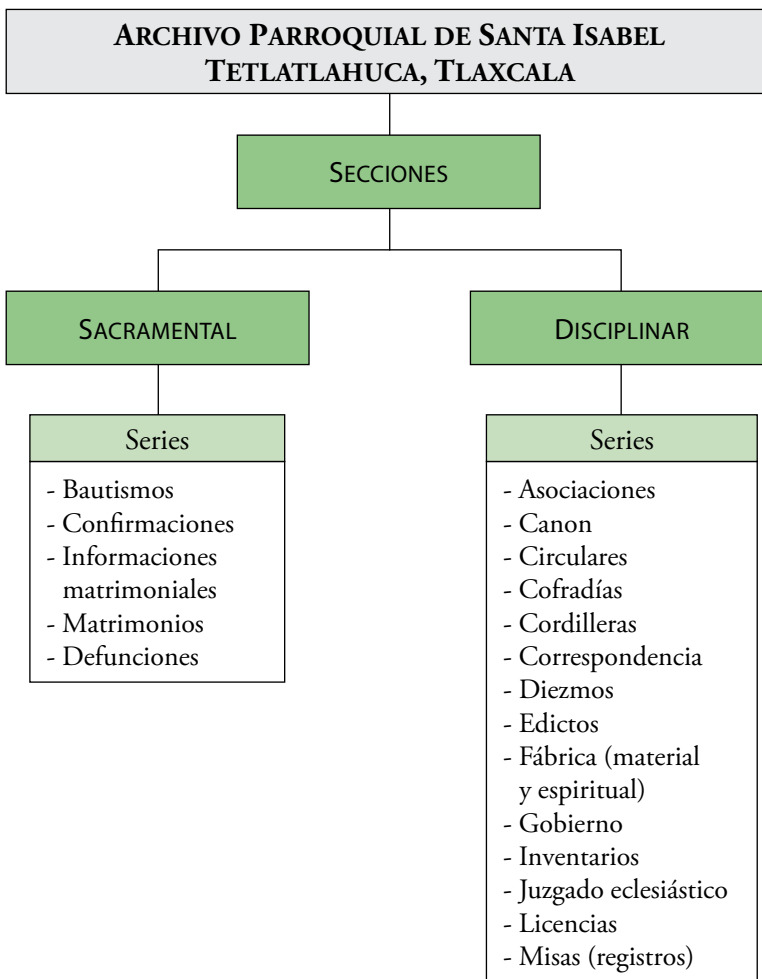 ARCHIVO PARROQUIAL DE SANTA ISABEL
TETLATLAHUCA, TLAXCALA
SECCIONES
SACRAMENTAL
Series
- Bautismos
- Confirmaciones
- Informaciones
matrimoniales
- Matrimonios
- Defunciones
DISCIPLINAR
Series
- Asociaciones
- Canon
- Circulares
- Cofradías
- Cordilleras
- Correspondencia
- Diezmos
- Edictos
- Fábrica (material
y espiritual)
- Gobierno
- Inventarios
- Juzgado eclesiástico
- Licencias
- Misas (registros)